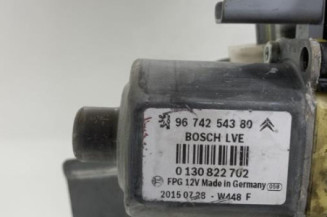 96 742 543 80
BOSCH LVE
0 130 822 702
FPG 12V Made in Germany 058
2015 07.28 - W448 F